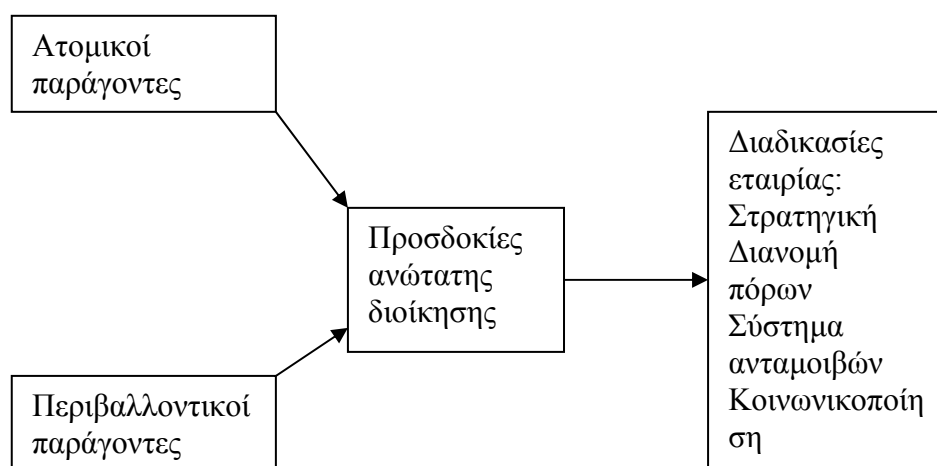 Ατομικοί
παράγοντες
Προσδοκίες
ανώτατης
διοίκησης
Περιβαλλοντικοί
παράγοντες
Διαδικασίες
εταιρίας:
Στρατηγική
Διανομή
πόρων
Σύστημα
ανταμοιβών
Κοινωνικοποίη
ση